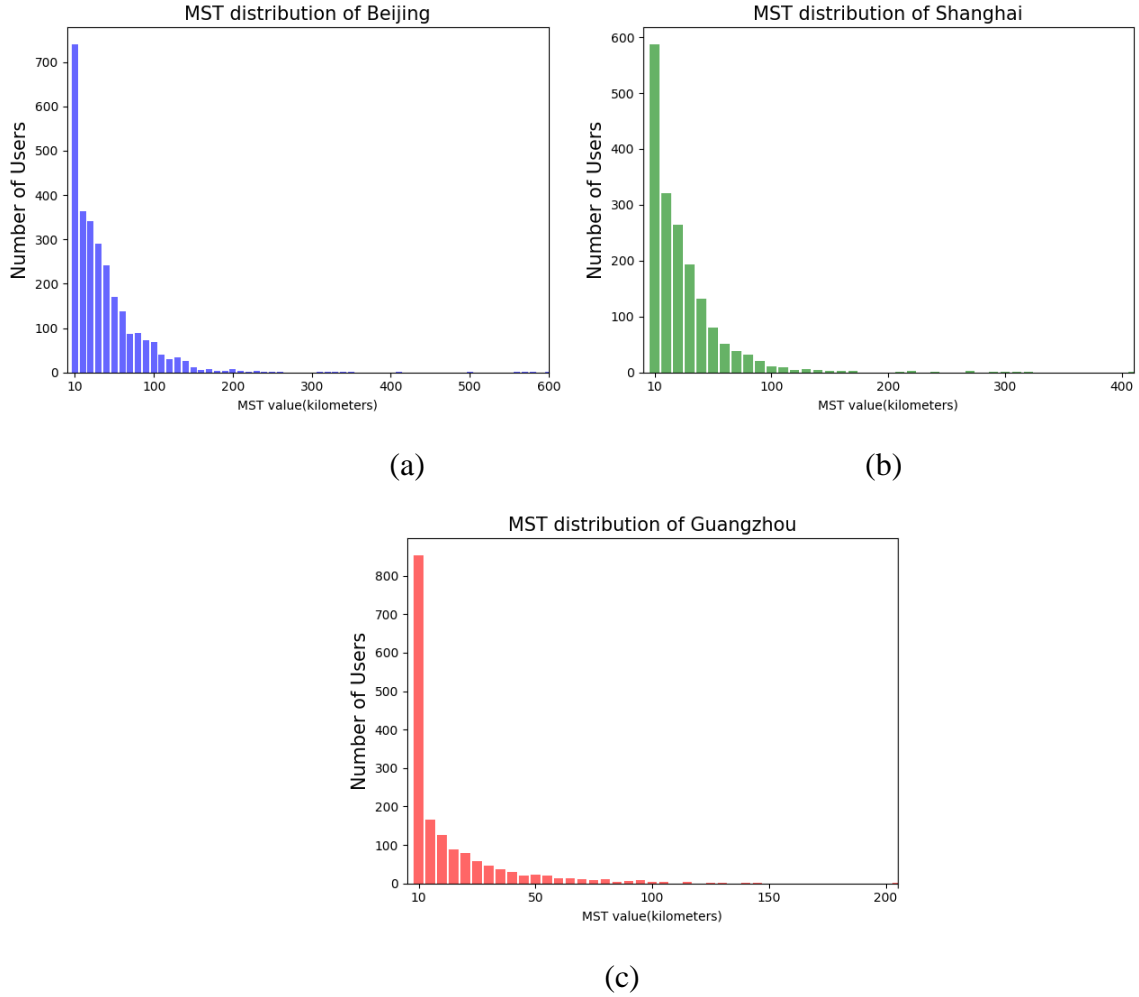 MST distribution of Beijing
Number of Users
700
600
500
400
300
200
100
0
10 100 200 300 400 500 600
MST value(kilometers)
(a)
MST distribution of Shanghai
Number of Users
600
500
400
300
200
100
0
10 100 200 300 400
MST value(kilometers)
(b)
MST distribution of Guangzhou
Number of Users
800
700
600
500
400
300
200
100
0
10 50 100 150 200
MST value(kilometers)
(c)